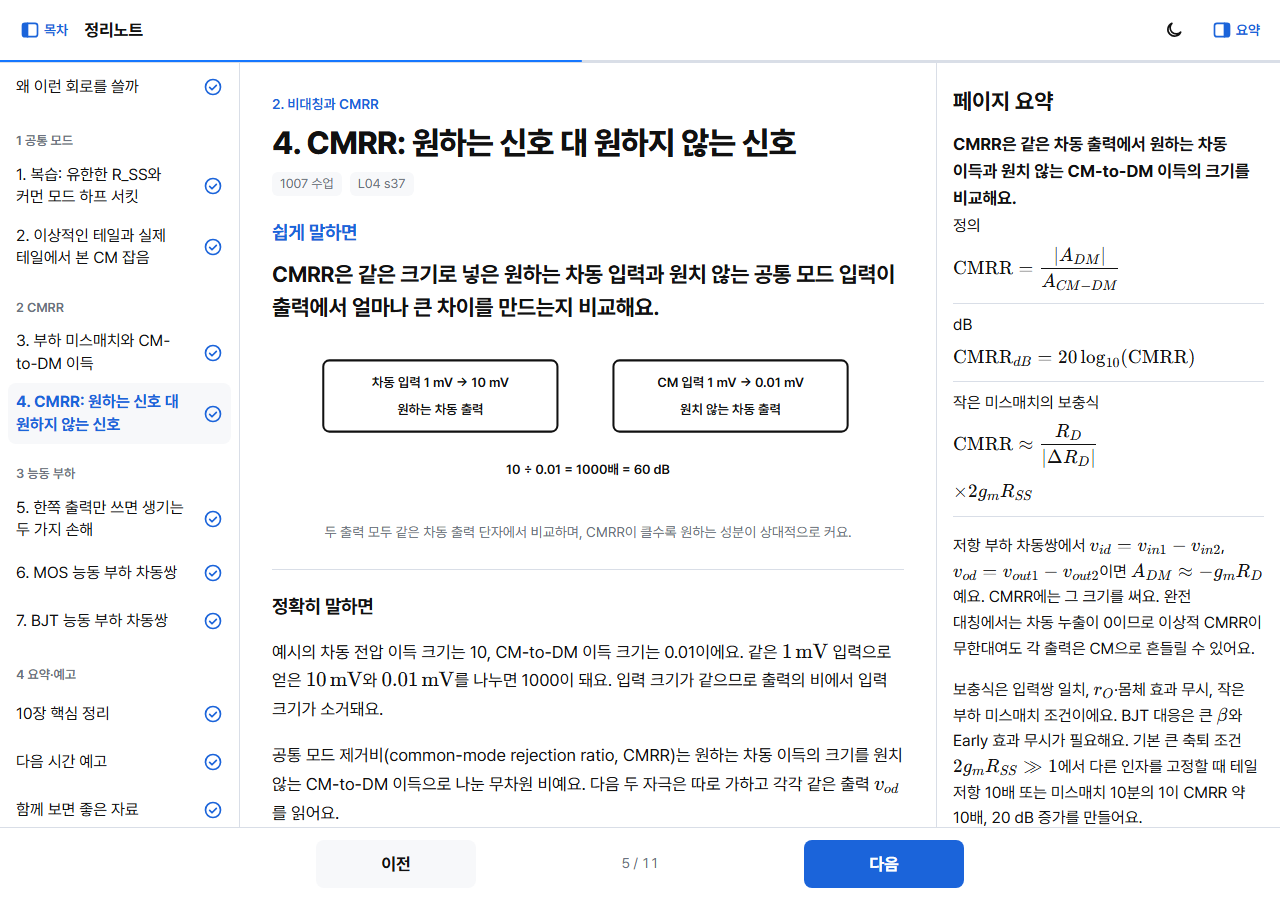 목차 정리노트
요약
왜 이런 회로를 쓸까
1 공통 모드
1. 복습: 유한한 R_SS와
커먼 모드 하프 서킷
2. 이상적인 테일과 실제
테일에서 본 CM 잡음
2 CMRR
3. 부하 미스매치와 CM-
to-DM 이득
4. CMRR: 원하는 신호 대
원하지 않는 신호
3 능동 부하
5. 한쪽 출력만 쓰면 생기는
두 가지 손해
6. MOS 능동 부하 차동쌍
7. BJT 능동 부하 차동쌍
4 요약·예고
10장 핵심 정리
다음 시간 예고
함께 보면 좋은 자료
2. 비대칭과 CMRR
4. CMRR: 원하는 신호 대 원하지 않는 신호
1007 수업 L04 s37
쉽게 말하면
CMRR은 같은 크기로 넣은 원하는 차동 입력과 원치 않는 공통 모드 입력이
출력에서 얼마나 큰 차이를 만드는지 비교해요.
차동 입력 1 mV → 10 mV
원하는 차동 출력
CM 입력 1 mV → 0.01 mV
원치 않는 차동 출력
10 ÷ 0.01 = 1000배 = 60 dB
두 출력 모두 같은 차동 출력 단자에서 비교하며, CMRR이 클수록 원하는 성분이 상대적으로 커요.
정확히 말하면
예시의 차동 전압 이득 크기는 10, CM-to-DM 이득 크기는 0.01이에요. 같은 1 mV 입력으로
얻은 10 mV와 0.01 mV를 나누면 1000이 돼요. 입력 크기가 같으므로 출력의 비에서 입력
크기가 소거돼요.
공통 모드 제거비(common-mode rejection ratio, CMRR)는 원하는 차동 이득의 크기를 원치
않는 CM-to-DM 이득으로 나눈 무차원 비예요. 다음 두 자극은 따로 가하고 각각 같은 출력 v_{od}
를 읽어요.
페이지 요약
CMRR은 같은 차동 출력에서 원하는 차동
이득과 원치 않는 CM-to-DM 이득의 크기를
비교해요.
정의
CMRR = |A_{DM}| / A_{CM-DM}
dB
CMRR_{dB} = 20 log_{10}(CMRR)
작은 미스매치의 보충식
CMRR ≈ R_D / |ΔR_D|
×2g_mR_{SS}
저항 부하 차동쌍에서 v_{id} = v_{in1} − v_{in2},
v_{od} = v_{out1} − v_{out2}이면 A_{DM} ≈ −g_mR_D
예요. CMRR에는 그 크기를 써요. 완전
대칭에서는 차동 누출이 0이므로 이상적 CMRR이
무한대여도 각 출력은 CM으로 흔들릴 수 있어요.
보충식은 입력쌍 일치, r_O·몸체 효과 무시, 작은
부하 미스매치 조건이에요. BJT 대응은 큰 β와
Early 효과 무시가 필요해요. 기본 큰 축퇴 조건
2g_mR_{SS} ≫ 1에서 다른 인자를 고정할 때 테일
저항 10배 또는 미스매치 10분의 1이 CMRR 약
10배, 20 dB 증가를 만들어요.
이전
5 / 11
다음